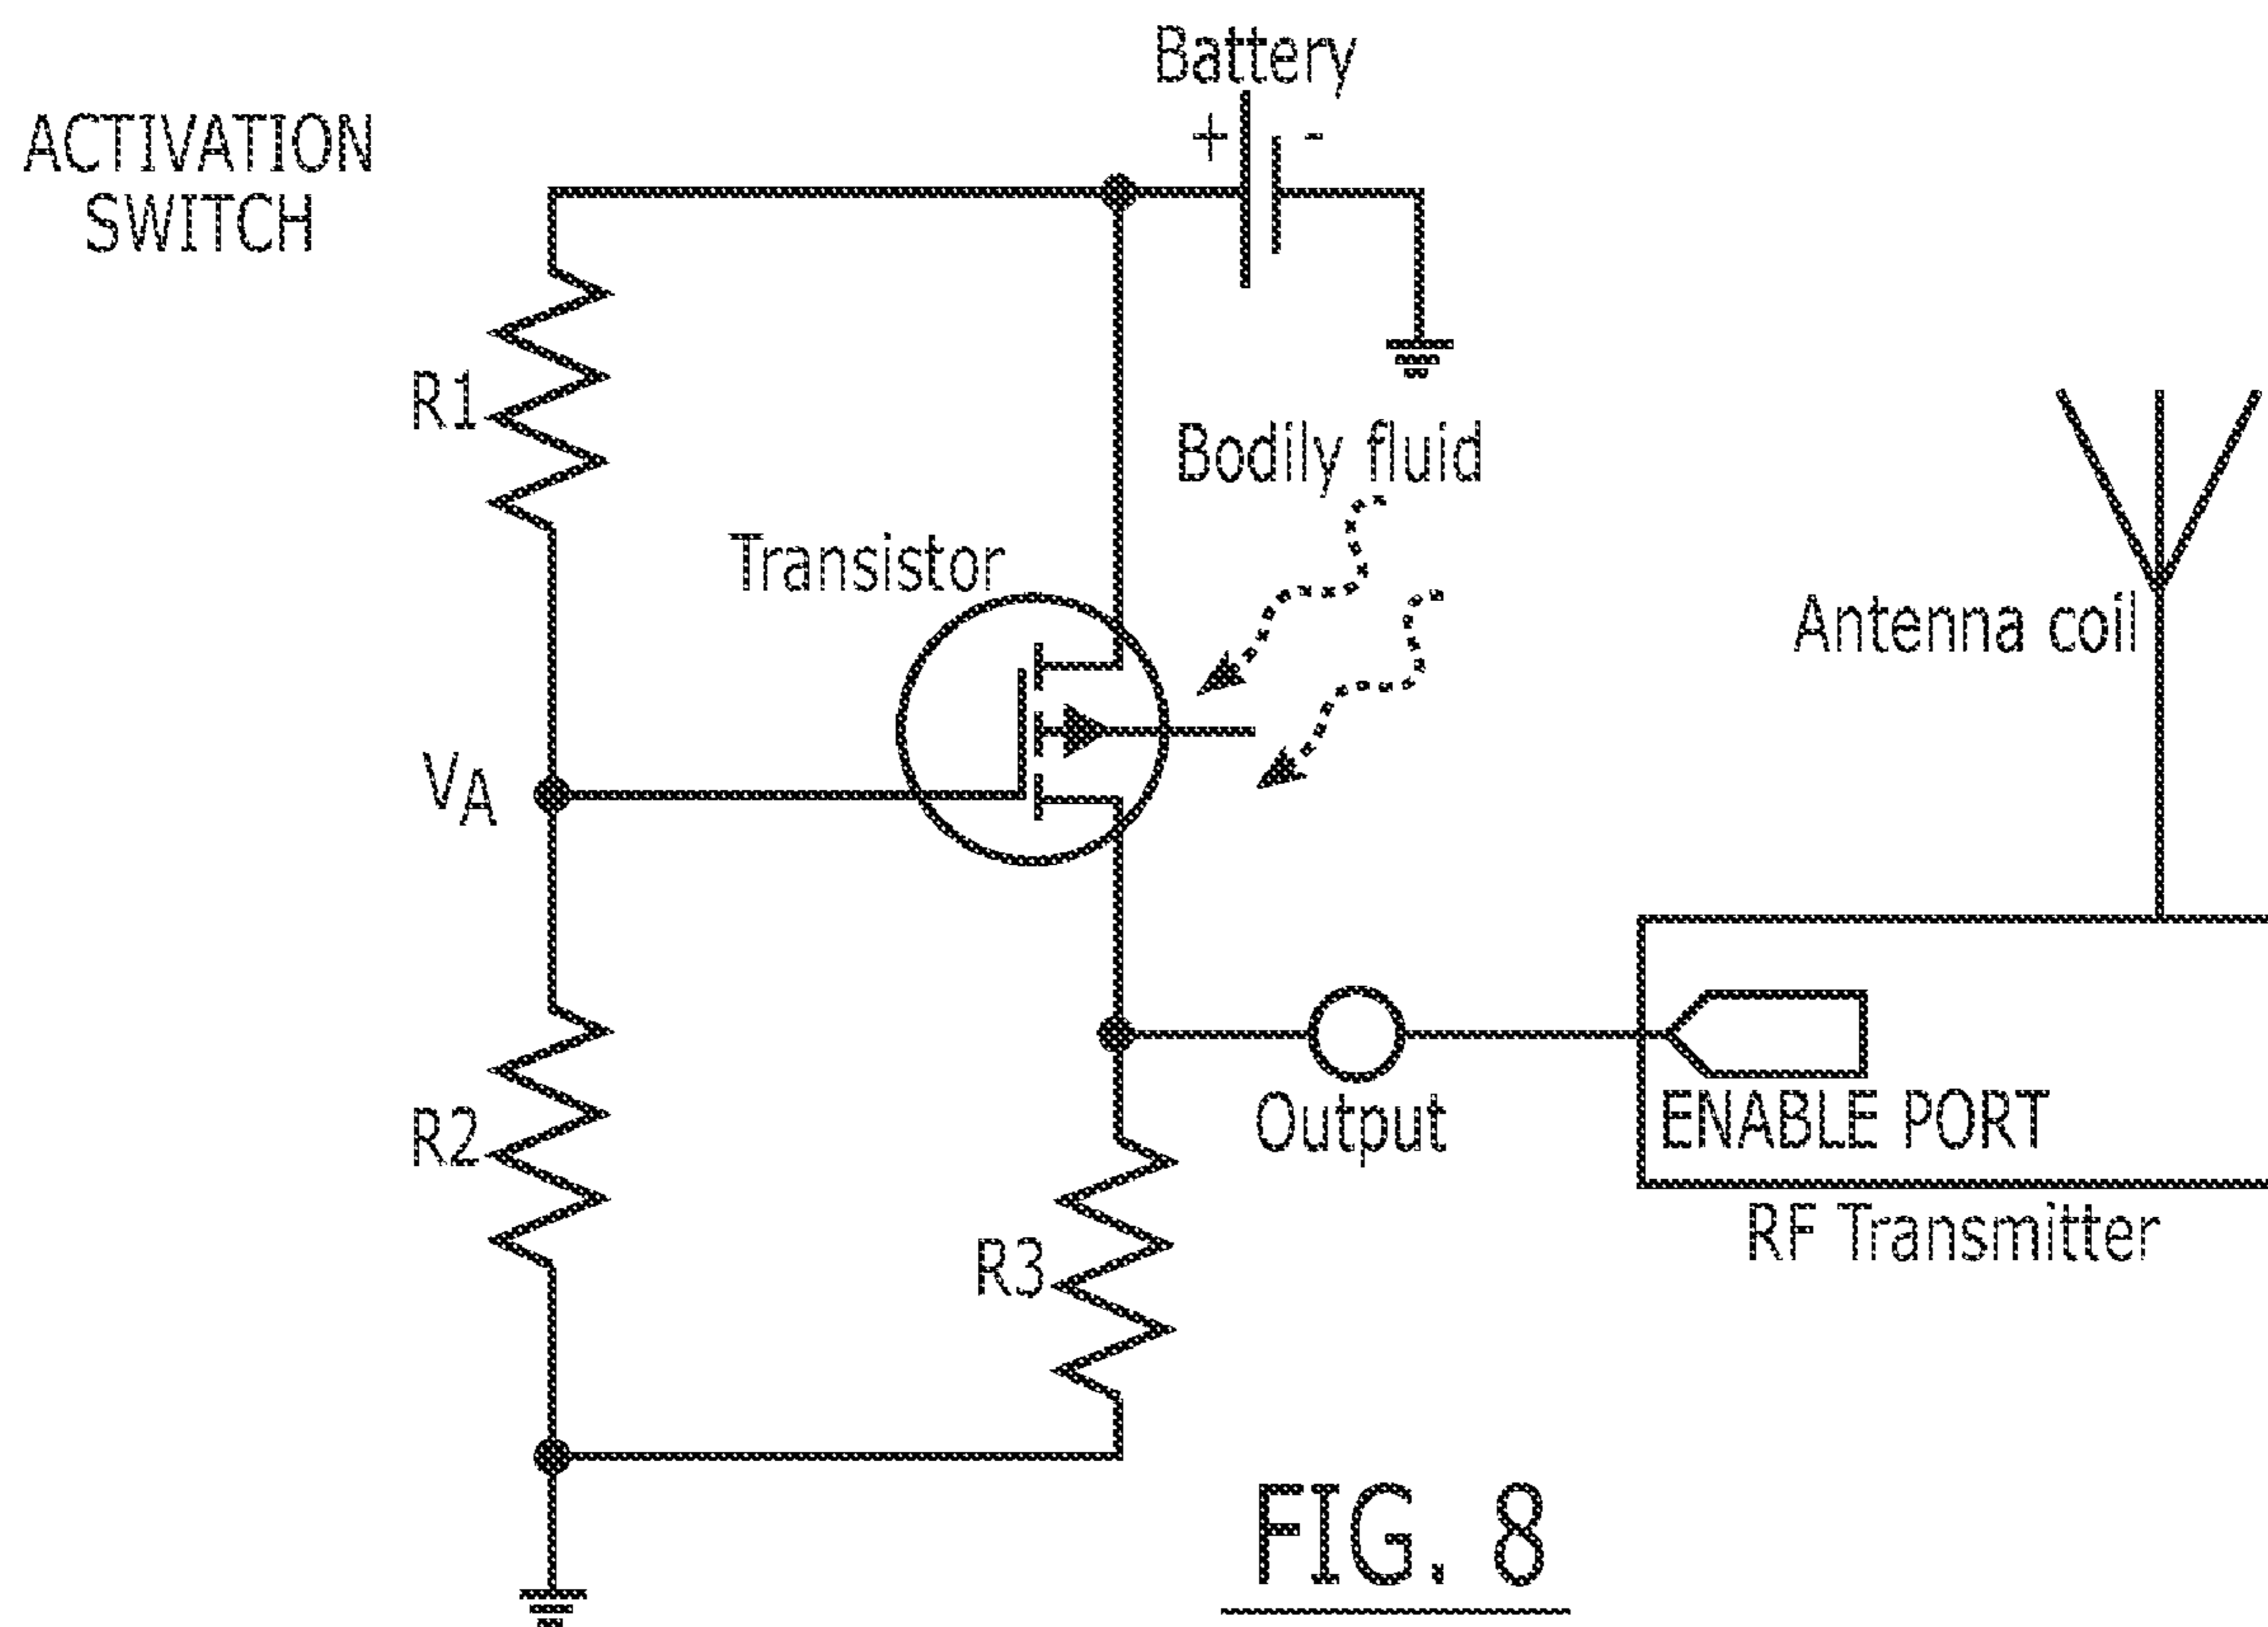 Battery
+ -
ACTIVATION
SWITCH
R1
Bodily fluid
Transistor
Antenna coil
VA
R2
Output
ENABLE PORT
R3
RF Transmitter
FIG. 8